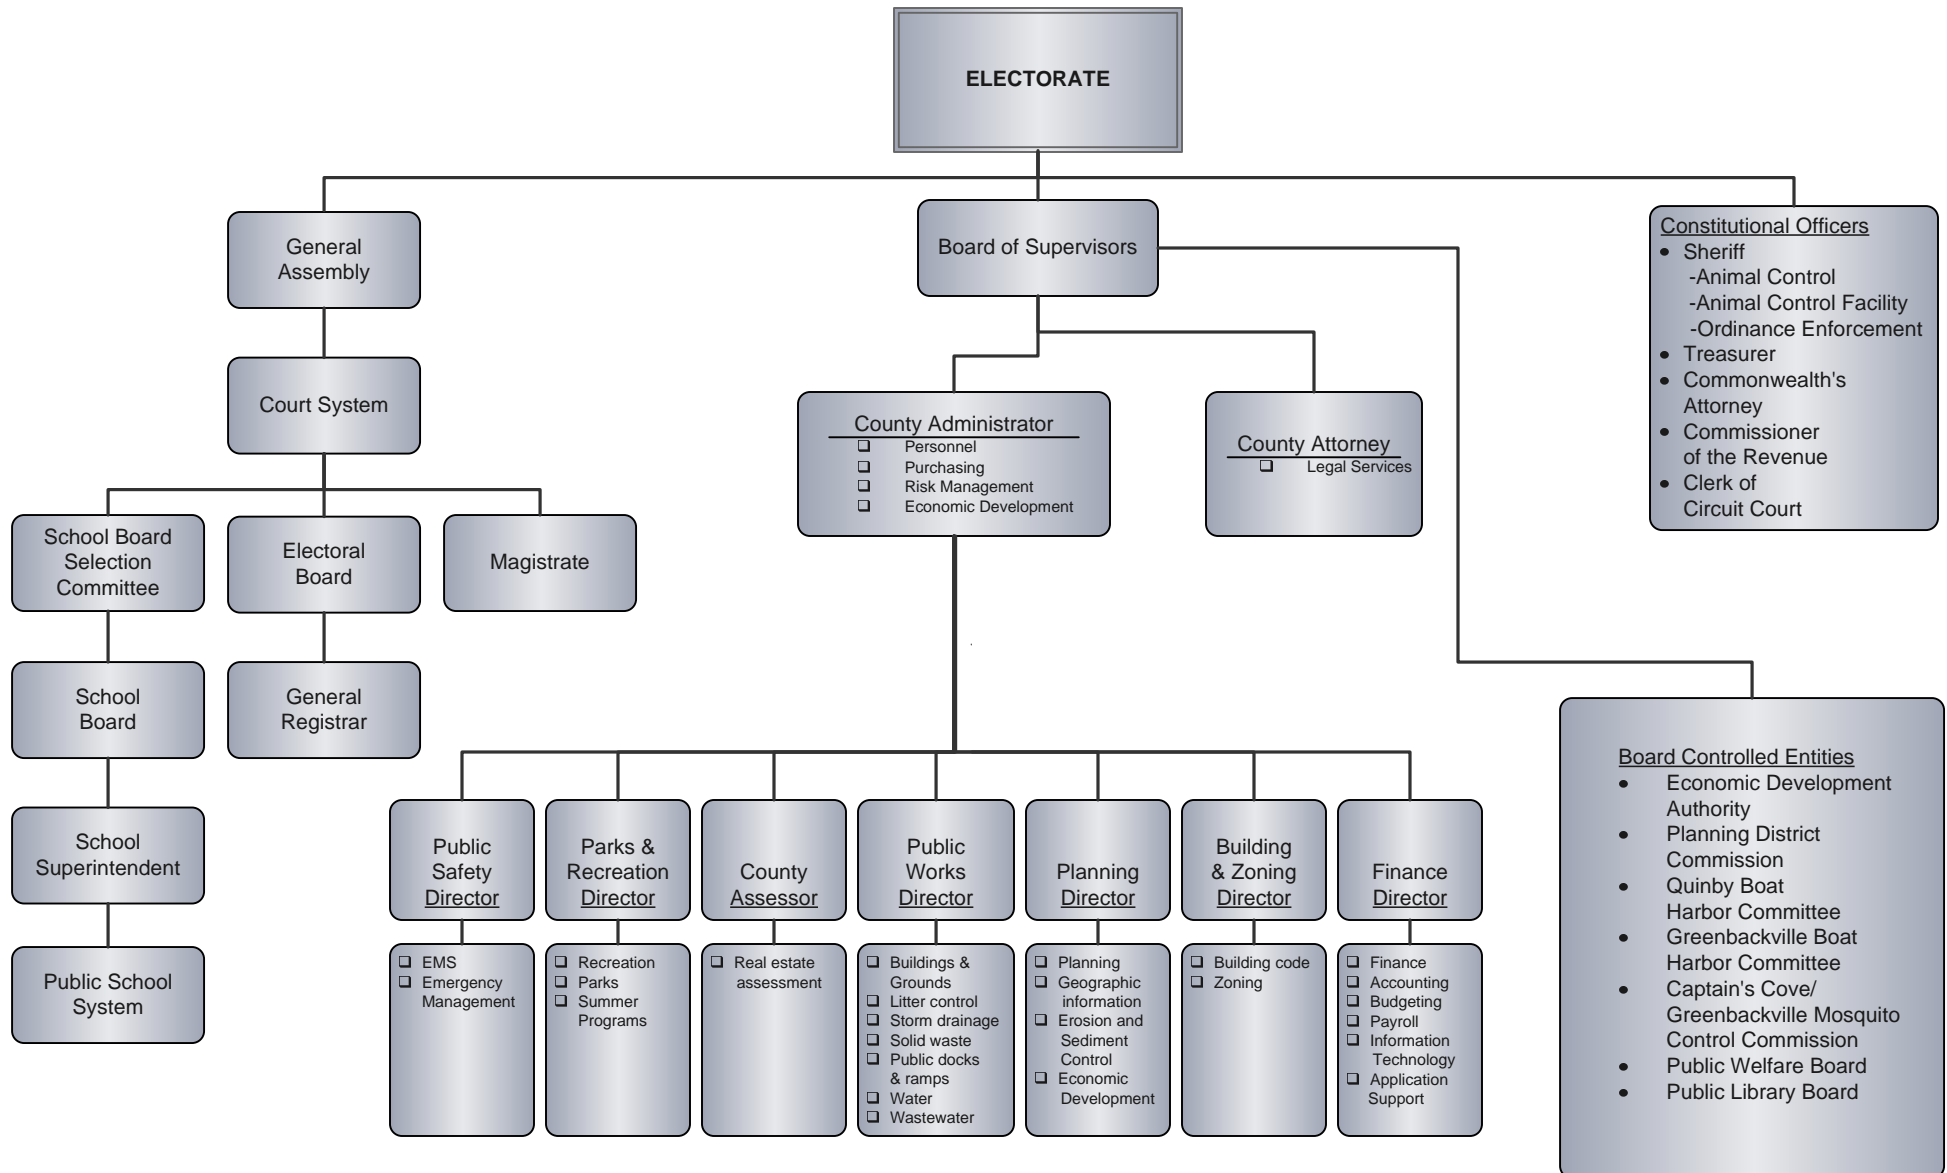 ELECTORATE
General
Assembly
Board of Supervisors
Constitutional Officers
• Sheriff
-Animal Control
-Animal Control Facility
-Ordinance Enforcement
• Treasurer
• Commonwealth's
Attorney
• Commissioner
of the Revenue
• Clerk of
Circuit Court
Court System
County Administrator
❑ Personnel
❑ Purchasing
❑ Risk Management
❑ Economic Development
County Attorney
❑ Legal Services
School Board
Selection
Committee
Electoral
Board
Magistrate
School
Board
General
Registrar
School
Superintendent
Public School
System
Public
Safety
Director
Parks &
Recreation
Director
County
Assessor
Public
Works
Director
Planning
Director
Building
& Zoning
Director
Finance
Director
❑ EMS
❑ Emergency
Management
❑ Recreation
❑ Parks
❑ Summer
Programs
❑ Real estate
assessment
❑ Buildings &
Grounds
❑ Litter control
❑ Storm drainage
❑ Solid waste
❑ Public docks
& ramps
❑ Water
❑ Wastewater
❑ Planning
❑ Geographic
information
❑ Erosion and
Sediment
Control
❑ Economic
Development
❑ Building code
❑ Zoning
❑ Finance
❑ Accounting
❑ Budgeting
❑ Payroll
❑ Information
Technology
❑ Application
Support
Board Controlled Entities
• Economic Development
Authority
• Planning District
Commission
• Quinby Boat
Harbor Committee
• Greenbackville Boat
Harbor Committee
• Captain's Cove/
Greenbackville Mosquito
Control Commission
• Public Welfare Board
• Public Library Board